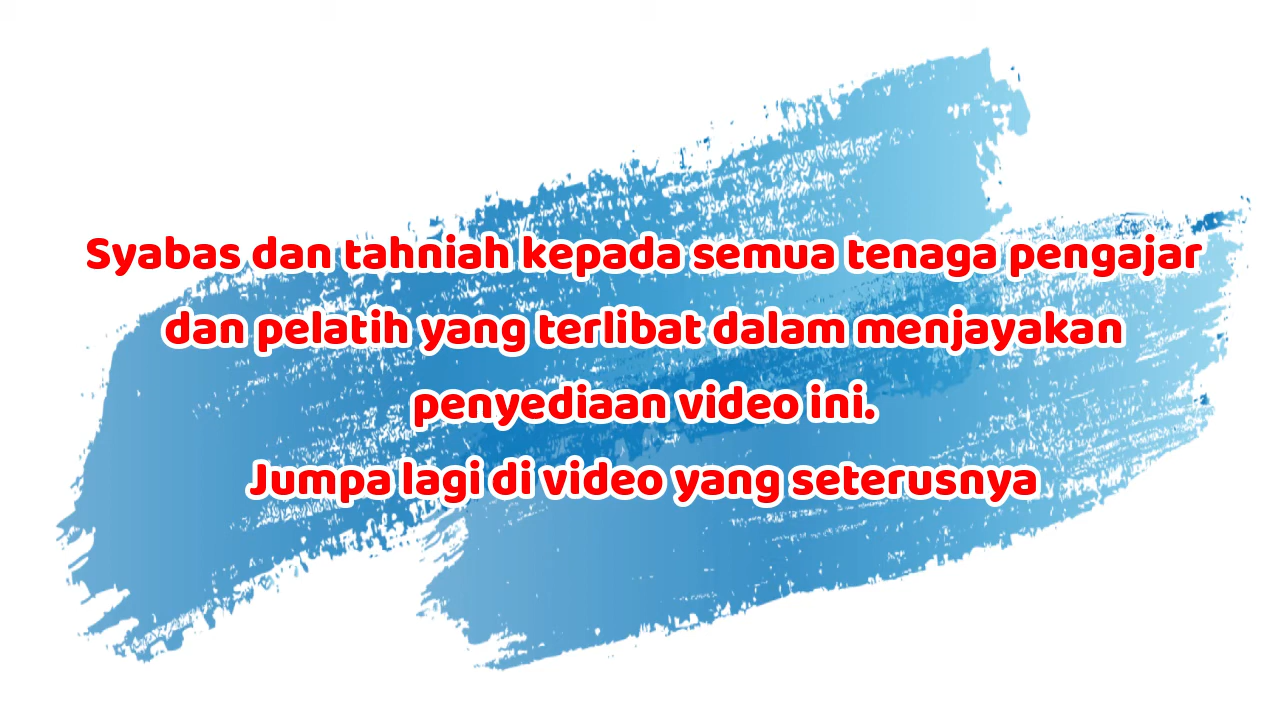 Syabas dan tahniah kepada semua tenaga pengajar
dan pelatih yang terlibat dalam menjayakan
penyediaan video ini.
Jumpa lagi di video yang seterusnya